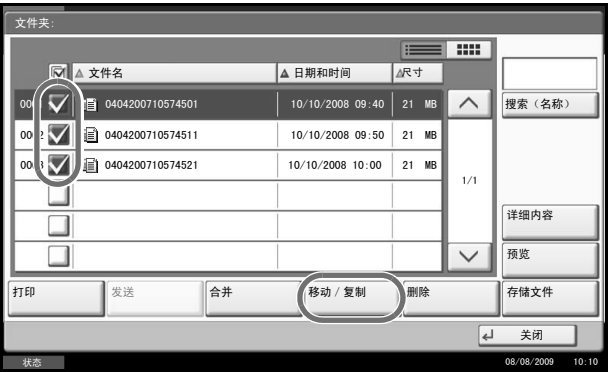 文件夹:
文件名 日期和时间 尺寸
0404200710574501 10/10/2008 09:40 21 MB
搜索（名称）
0404200710574511 10/10/2008 09:50 21 MB
0404200710574521 10/10/2008 10:00 21 MB
1/1
详细内容
预览
打印 发送 合并 移动 / 复制 删除 存储文件
关闭
状态 08/08/2009 10:10